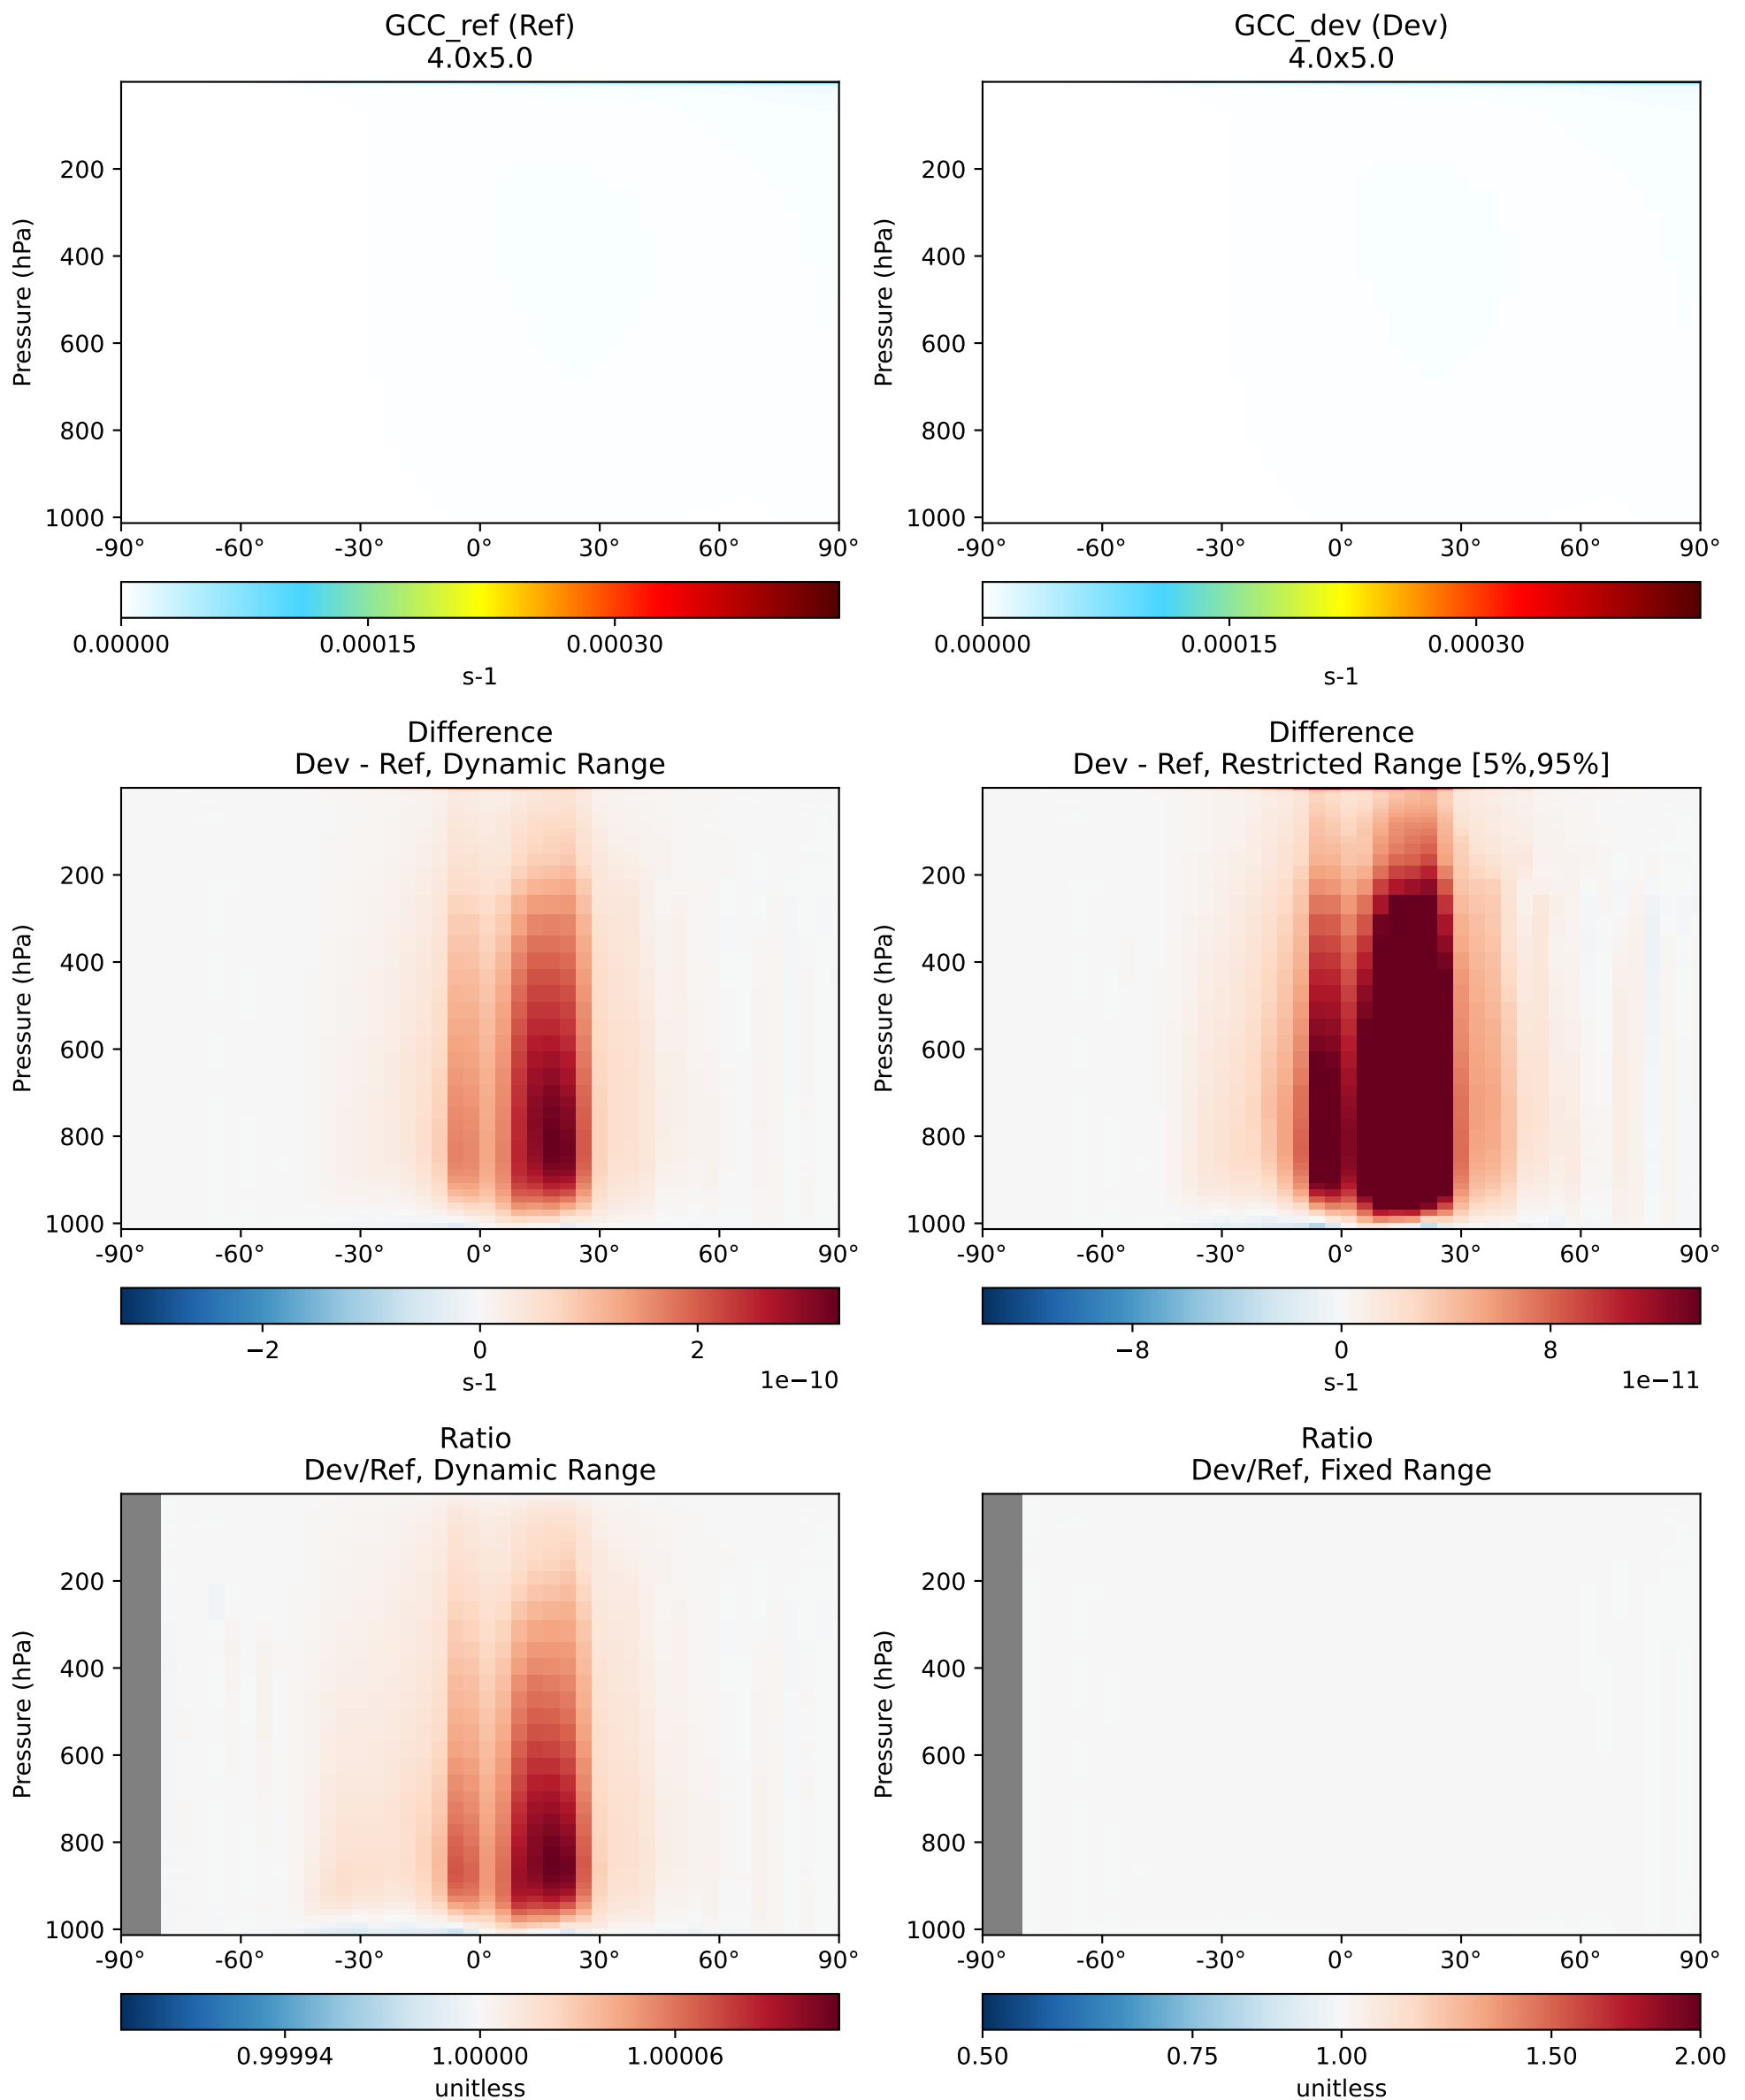 GCC_ref (Ref)
4.0x5.0
Pressure (hPa)
200
400
600
800
1000
-90° -60° -30° 0° 30° 60° 90°
0.00000 0.00015 0.00030
s-1
GCC_dev (Dev)
4.0x5.0
Pressure (hPa)
200
400
600
800
1000
-90° -60° -30° 0° 30° 60° 90°
0.00000 0.00015 0.00030
s-1
Difference
Dev - Ref, Dynamic Range
Pressure (hPa)
200
400
600
800
1000
-90° -60° -30° 0° 30° 60° 90°
−2 0 2
s-1 1e−10
Difference
Dev - Ref, Restricted Range [5%,95%]
Pressure (hPa)
200
400
600
800
1000
-90° -60° -30° 0° 30° 60° 90°
−8 0 8
s-1 1e−11
Ratio
Dev/Ref, Dynamic Range
Pressure (hPa)
200
400
600
800
1000
-90° -60° -30° 0° 30° 60° 90°
0.99994 1.00000 1.00006
unitless
Ratio
Dev/Ref, Fixed Range
Pressure (hPa)
200
400
600
800
1000
-90° -60° -30° 0° 30° 60° 90°
0.50 0.75 1.00 1.50 2.00
unitless